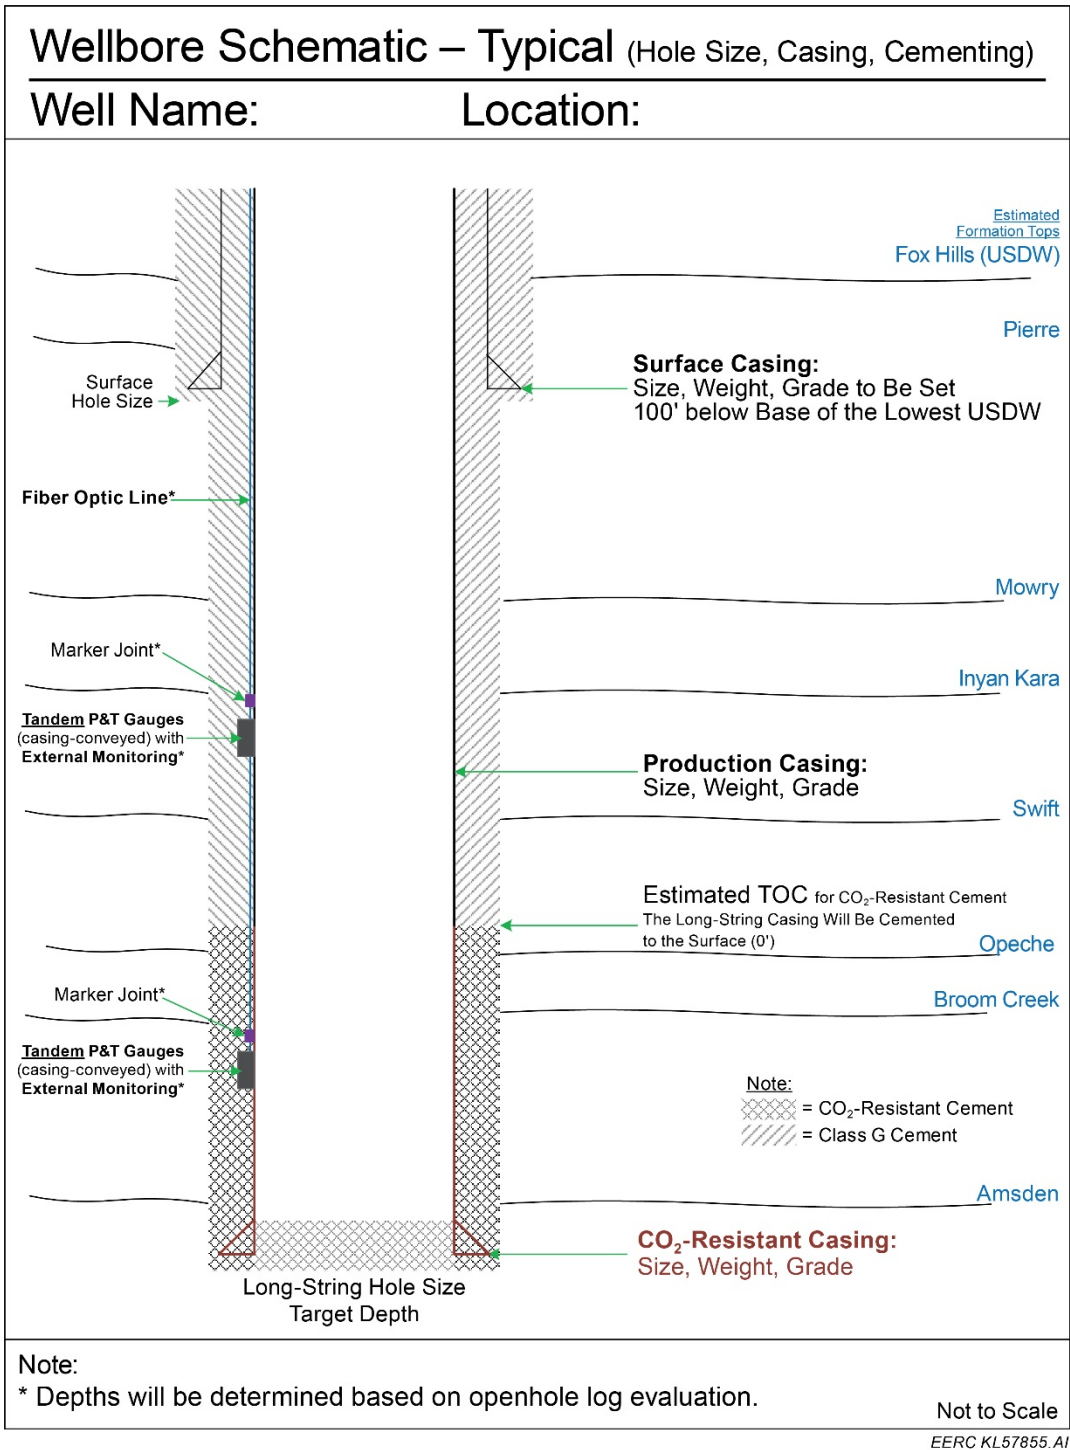 Wellbore Schematic – Typical (Hole Size, Casing, Cementing)
Well Name: Location:
Estimated
Formation Tops
Fox Hills (USDW)
Pierre
Surface Casing:
Size, Weight, Grade to Be Set
100' below Base of the Lowest USDW
Surface
Hole Size
Fiber Optic Line*
Mowry
Marker Joint*
Inyan Kara
Tandem P&T Gauges
(casing-conveyed) with
External Monitoring*
Production Casing:
Size, Weight, Grade
Swift
Estimated TOC for CO₂-Resistant Cement
The Long-String Casing Will Be Cemented
to the Surface (0')
Opeche
Marker Joint*
Broom Creek
Tandem P&T Gauges
(casing-conveyed) with
External Monitoring*
Note:
= CO₂-Resistant Cement
= Class G Cement
Amsden
CO₂-Resistant Casing:
Size, Weight, Grade
Long-String Hole Size
Target Depth
Note:
* Depths will be determined based on openhole log evaluation.
Not to Scale
EERC KL57855.AI